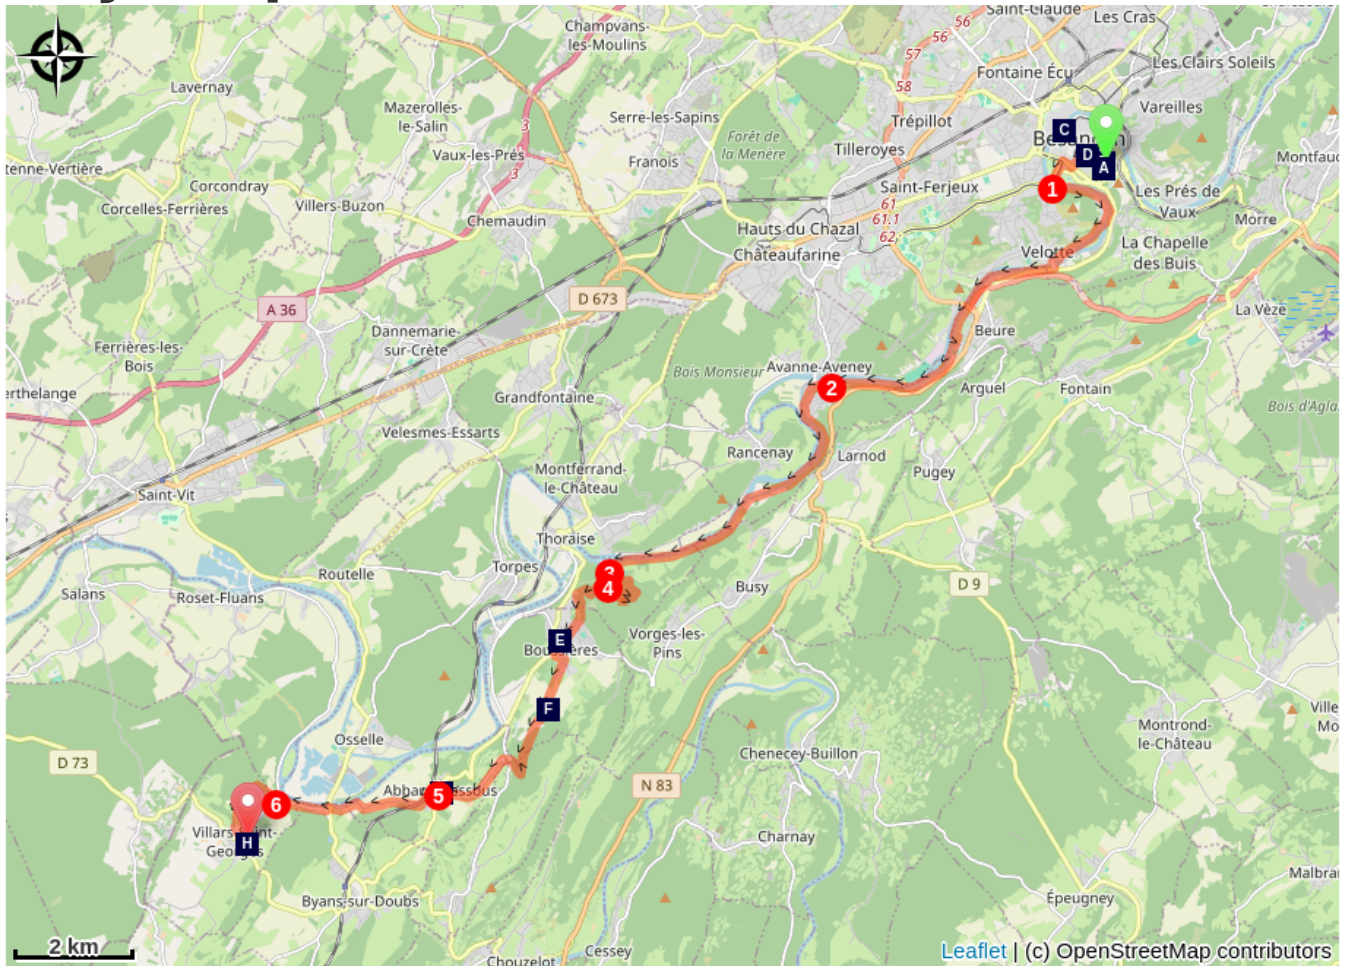 Saint-Claude
Les Cras
56
Champvans-
les-Moulins
56
57
Les Clairs Soleils
Fontaine Écu
58
Lavernay
Mazerolles-
le-Salin
Serre-les-Sapins
Vareilles
Trépillot
3
C
Forêt de
la Menère
Tilleroyes
D
A
Vaux-les-Prés
Franois
3
Montfauc
Corcondray
Saint-Ferjeux
1
Les Prés de
Vaux
Corcelles-Ferrières
Villers-Buzon
Chemaudin
61
61.1
62
Morre
Hauts du Chazal
Châteaufarine
Velotte
La Chapelle
des Buis
D 673
A 36
La Vèze
Dannemarie-
sur-Crète
Beure
Ferrières-les-
Bois
Bois Monsieur
Avanne-Aveney
2
Arguel
Fontain
erthelange
Grandfontaine
Bois d'Agla
Velesmes-Essarts
Rancenay
Larnod
Pugey
Montferrand-
le-Château
Saint-Vit
Thoraise
Torpes
3
4
Routelle
Salans
Roset-Fluans
Busy
D 9
E
Vorges-les-
Pins
F
Ville
Mo
Montrond-
le-Château
Osselle
Chenecey-Buillon
D 73
N 83
5
6
H
Charnay
Byans-sur-Doubs
Malbra
Épeugney
2 km
Cessey
Chouzelot
Leaflet | (c) OpenStreetMap contributors